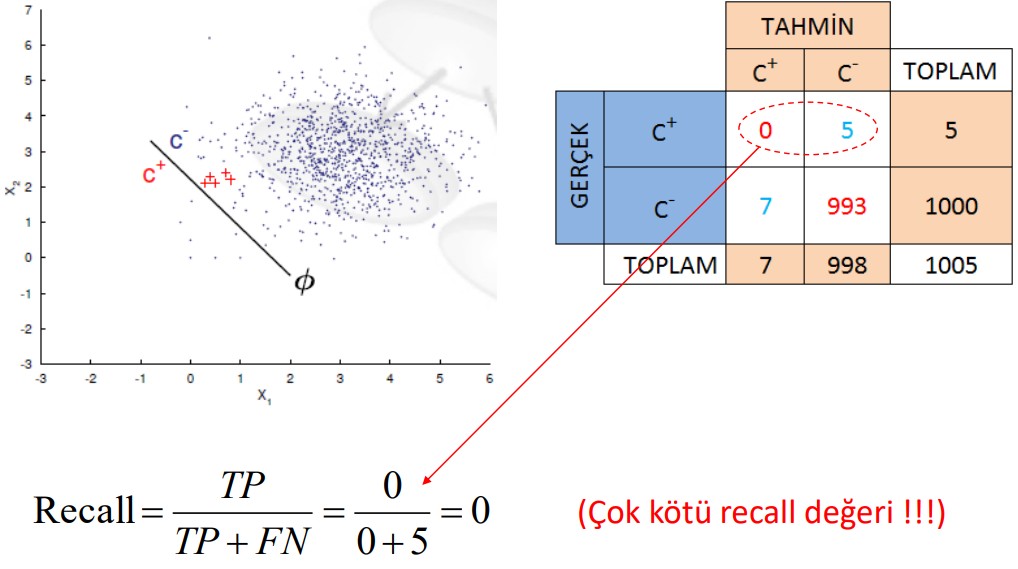 7
6
5
4
3
2
1
0
-1
-2
-3
X₂
-3 -2 -1 0 1 2 3 4 5 6
X₁
C⁻
C⁺
ϕ
TAHMİN
C⁺ C⁻ TOPLAM
GERÇEK
C⁺ 0 5 5
C⁻ 7 993 1000
TOPLAM 7 998 1005
Recall = TP / (TP + FN) = 0 / (0 + 5) = 0
(Çok kötü recall değeri !!!)